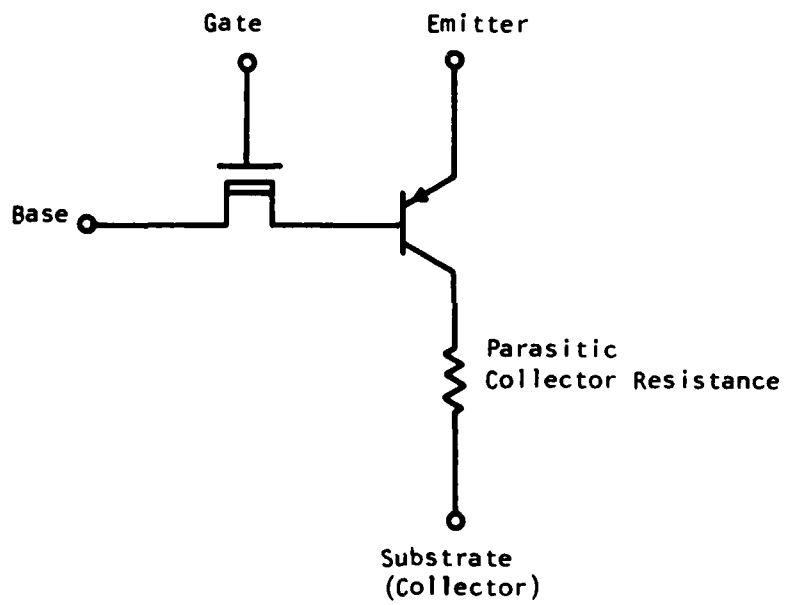 Gate
Emitter
Base
Parasitic
Collector Resistance
Substrate
(Collector)